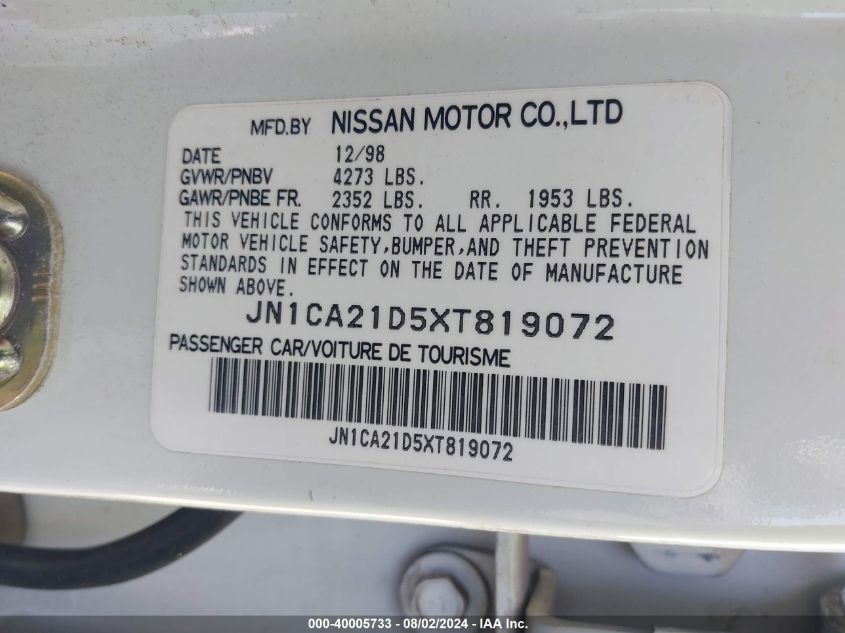 MFD.BY NISSAN MOTOR CO.,LTD
DATE 12/98
GVWR/PNBV 4273 LBS.
GAWR/PNBE FR. 2352 LBS. RR. 1953 LBS.
THIS VEHICLE CONFORMS TO ALL APPLICABLE FEDERAL
MOTOR VEHICLE SAFETY,BUMPER,AND THEFT PREVENTION
STANDARDS IN EFFECT ON THE DATE OF MANUFACTURE
SHOWN ABOVE.
JN1CA21D5XT819072
PASSENGER CAR/VOITURE DE TOURISME
JN1CA21D5XT819072
000-40005733 - 08/02/2024 - IAA Inc.